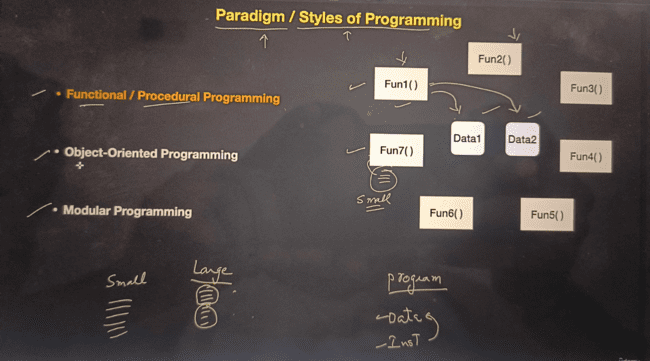 Paradigm / Styles of Programming
• Functional / Procedural Programming
• Object-Oriented Programming
• Modular Programming
Fun1( )
Fun2( )
Fun3( )
Data1
Data2
Fun7( )
Fun4( )
Small
Fun6( )
Fun5( )
Small
Large
Program
Data
InsT